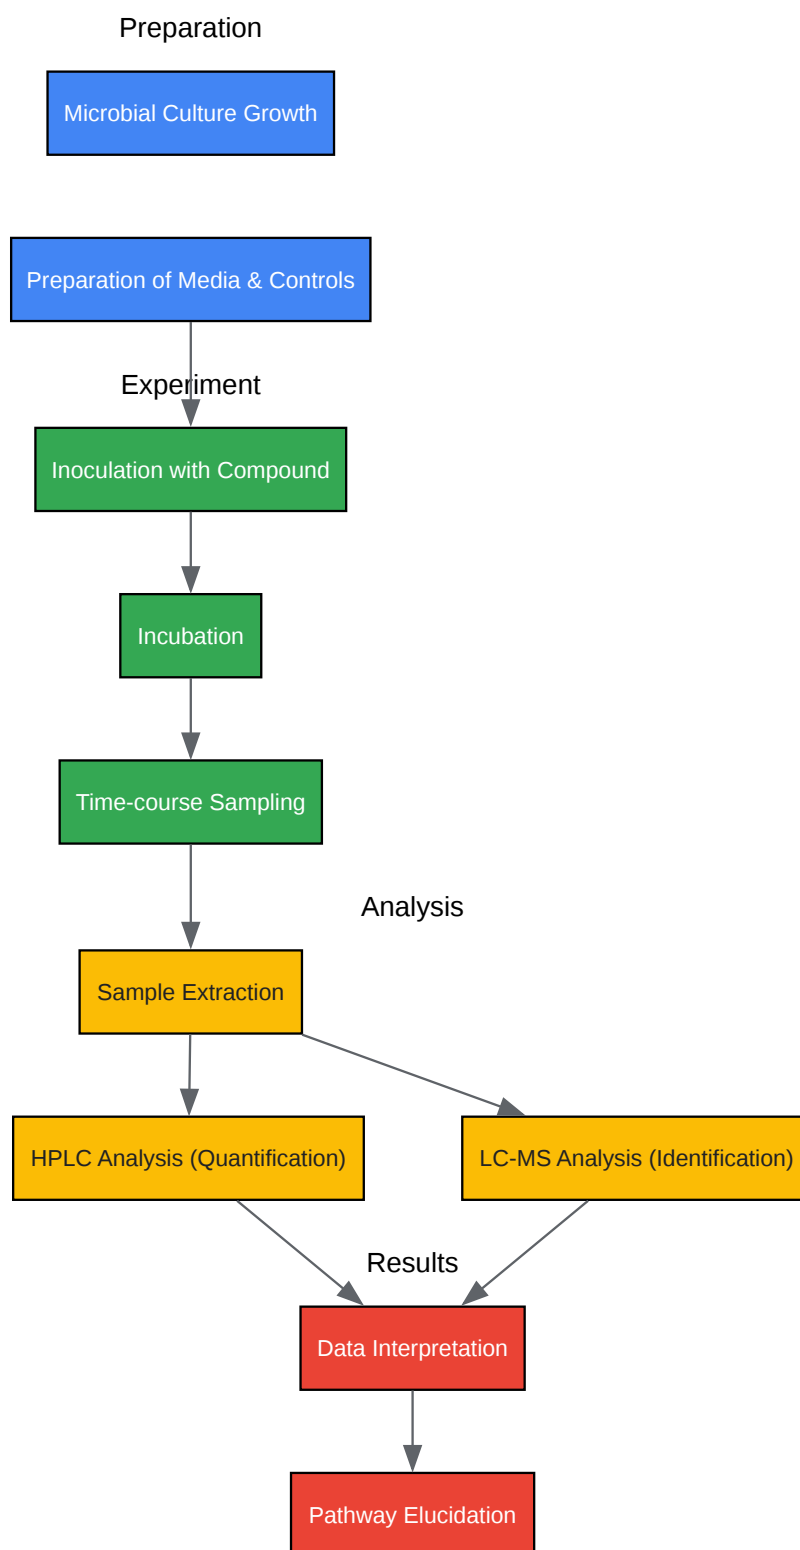 Preparation
Microbial Culture Growth
Preparation of Media & Controls
Experiment
Inoculation with Compound
Incubation
Time-course Sampling
Analysis
Sample Extraction
HPLC Analysis (Quantification)
LC-MS Analysis (Identification)
Results
Data Interpretation
Pathway Elucidation